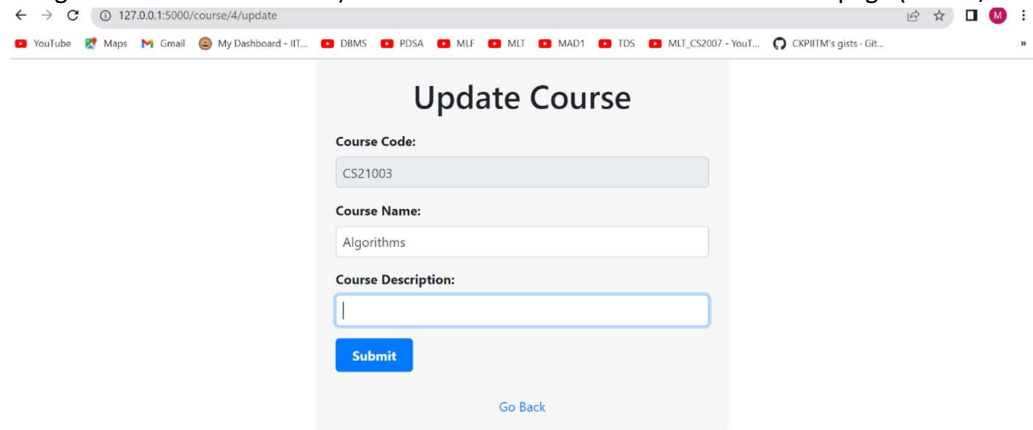 127.0.0.1:5000/course/4/update
M
YouTube Maps Gmail My Dashboard - IIT... DBMS PDSA MLF MLT MAD1 TDS MLT_CS2007 - YouT... CKPIITM's gists - Git... »
Update Course
Course Code:
CS21003
Course Name:
Algorithms
Course Description:
Submit
Go Back